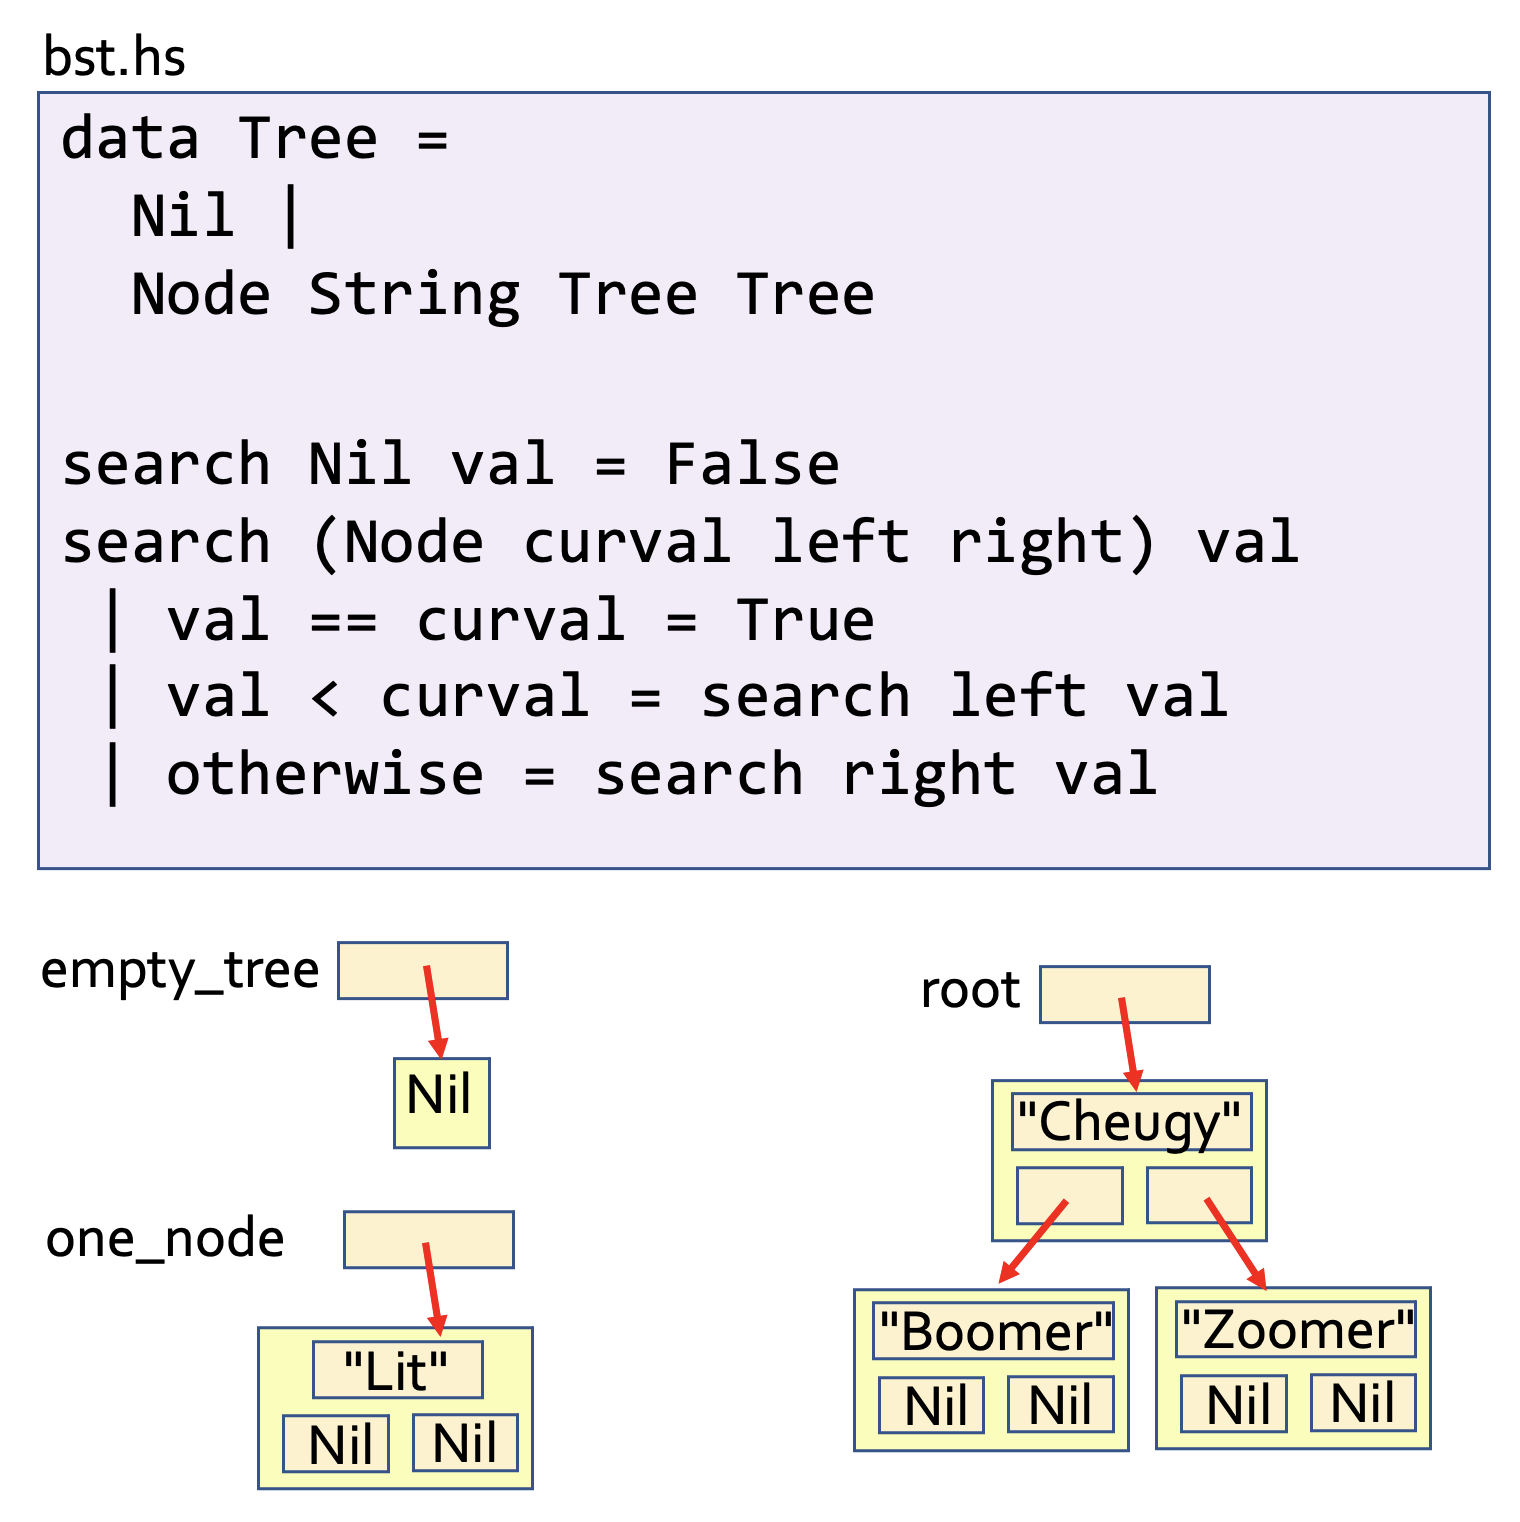 bst.hs
data Tree =
  Nil |
  Node String Tree Tree
search Nil val = False
search (Node curval left right) val
 | val == curval = True
 | val < curval = search left val
 | otherwise = search right val
empty_tree
Nil
one_node
"Lit"
Nil Nil
root
"Cheugy"
"Boomer"
Nil Nil
"Zoomer"
Nil Nil